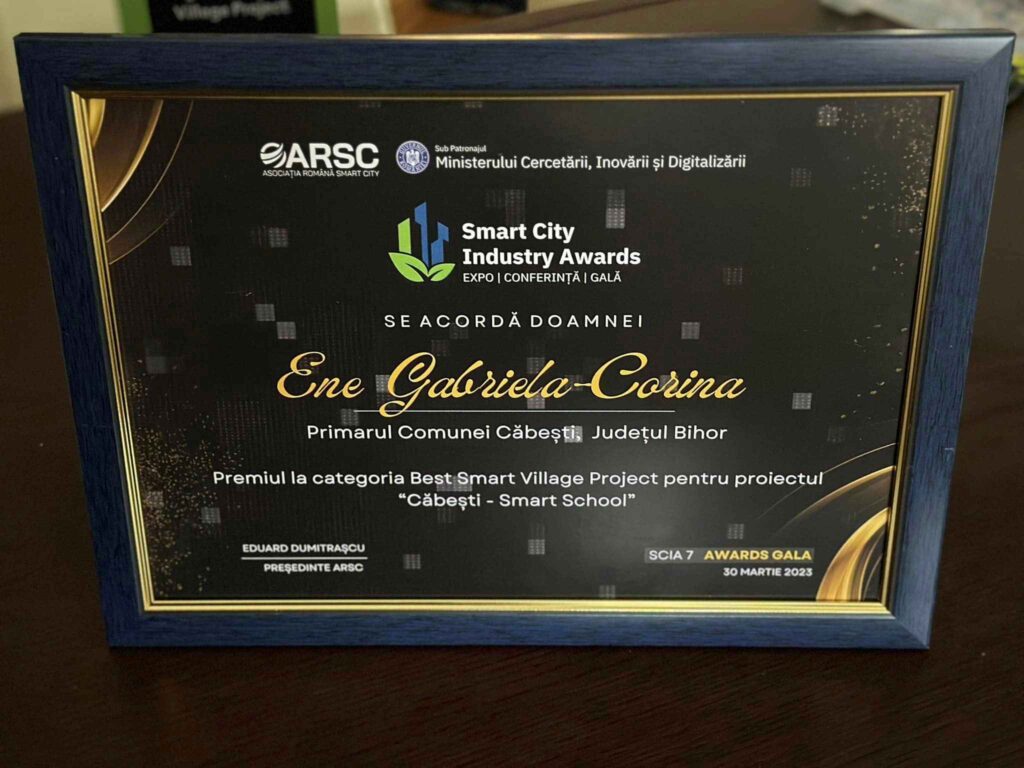 Village Project
ARSC
ASOCIAȚIA ROMÂNĂ SMART CITY
Sub Patronajul
Ministerului Cercetării, Inovării și Digitalizării
Smart City
Industry Awards
EXPO | CONFERINȚĂ | GALĂ
SE ACORDĂ DOAMNEI
Ene Gabriela-Corina
Primarul Comunei Căbești, Județul Bihor
Premiul la categoria Best Smart Village Project pentru proiectul
“Căbești - Smart School”
EDUARD DUMITRAȘCU
PREȘEDINTE ARSC
SCIA 7 AWARDS GALA
30 MARTIE 2023